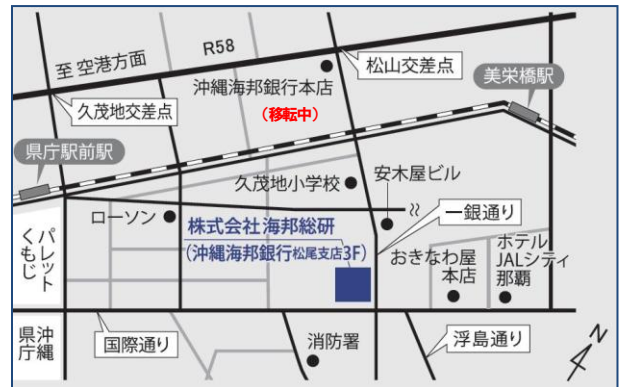 至 空港方面
R58
松山交差点
沖縄海邦銀行本店
(移転中)
久茂地交差点
美栄橋駅
県庁駅前駅
久茂地小学校
安木屋ビル
ローソン
一銀通り
株式会社 海邦総研
(沖縄海邦銀行松尾支店3F)
パレット
くもじ
おきなわ屋
本店
ホテル
JALシティ
那覇
沖縄
県庁
国際通り
消防署
浮島通り
N